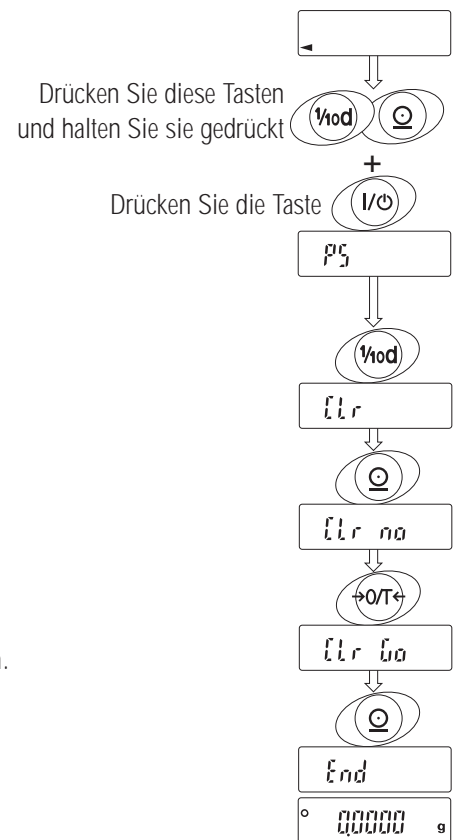 Drücken Sie diese Tasten
und halten Sie sie gedrückt
1/10d
+
Drücken Sie die Taste
I/⏻
PS
1/10d
Clr
Clr no
→0/T←
.
Clr Go
End
0.0000 g